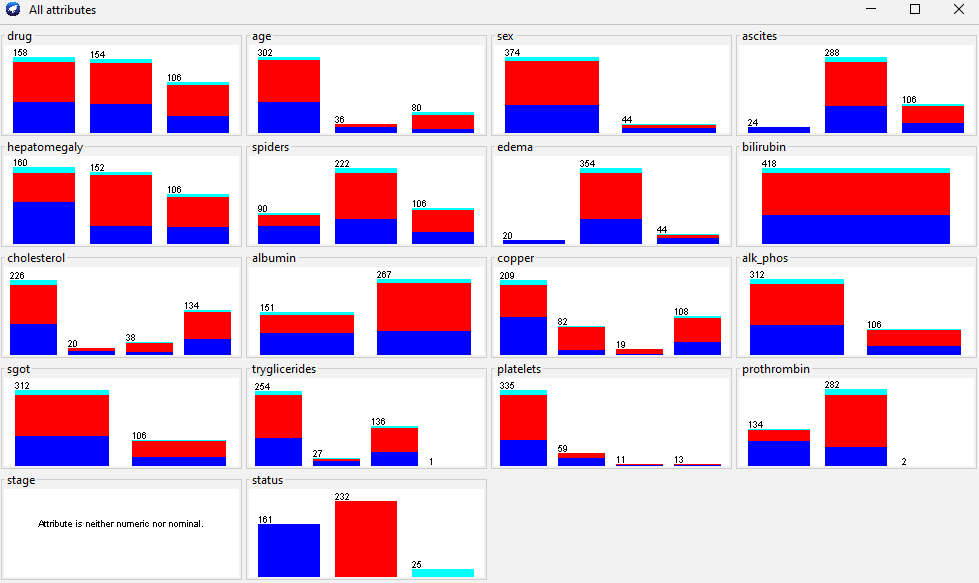 All attributes
drug
158
154
106
age
302
36
80
sex
374
44
ascites
24
288
106
hepatomegaly
160
152
106
spiders
90
222
106
edema
20
354
44
bilirubin
418
cholesterol
226
20
38
134
albumin
151
267
copper
209
82
19
108
alk_phos
312
106
sgot
312
106
tryglicerides
254
27
136
1
platelets
335
59
11
13
prothrombin
134
282
2
stage
Attribute is neither numeric nor nominal.
status
161
232
25